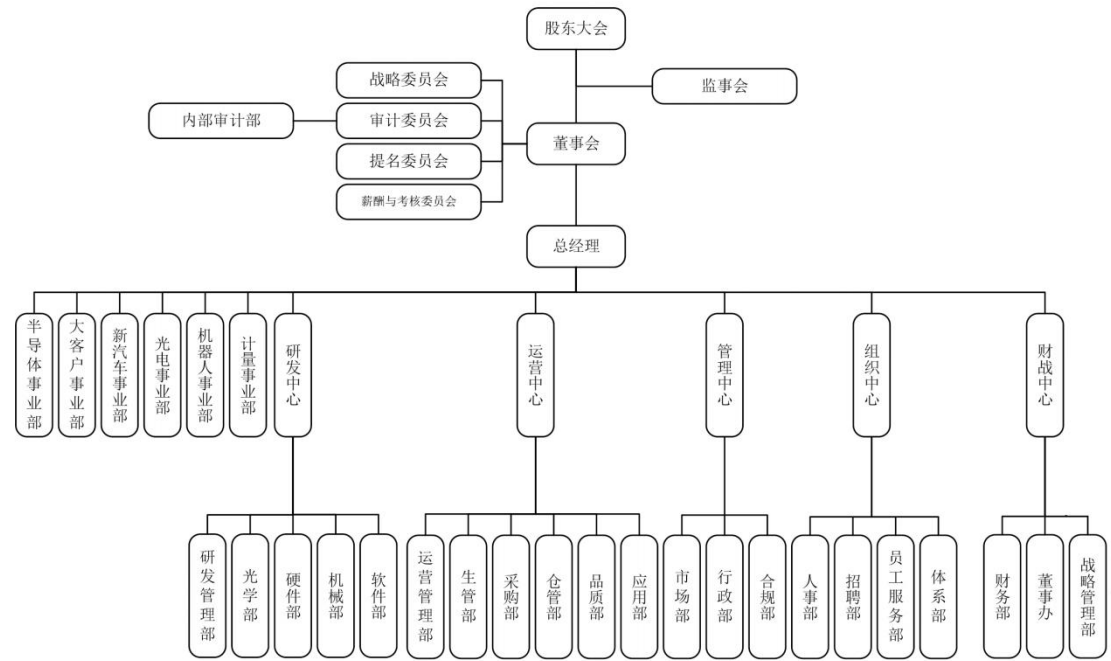 股东大会
战略委员会
监事会
内部审计部
审计委员会
董事会
提名委员会
薪酬与考核委员会
总经理
半导体事业部
大客户事业部
新汽车事业部
光电事业部
机器人事业部
计量事业部
研发中心
运营中心
管理中心
组织中心
财战中心
研发管理部
光学部
硬件部
机械部
软件部
运营管理部
生管部
采购部
仓管部
品质部
应用部
市场部
行政部
合规部
人事部
招聘部
员工服务部
体系部
财务部
董事办
战略管理部